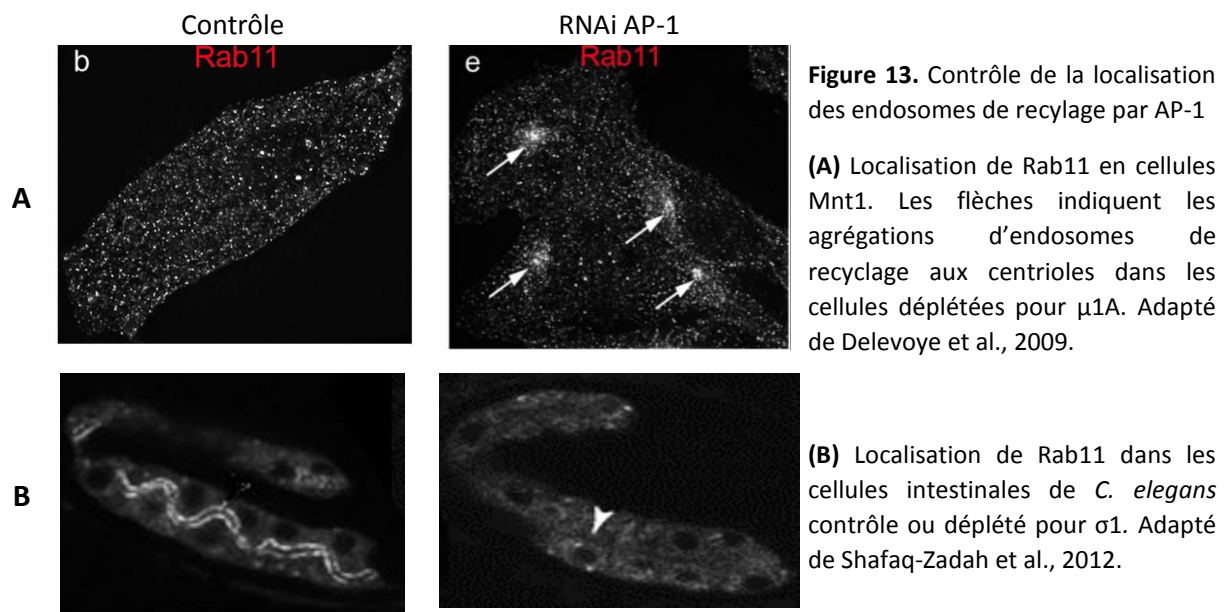 Contrôle
RNAi AP-1
b
Rab11
e
Rab11
A
B
Figure 13. Contrôle de la localisation
des endosomes de recylage par AP-1
(A) Localisation de Rab11 en cellules
Mnt1. Les flèches indiquent les
agrégations d’endosomes de
recyclage aux centrioles dans les
cellules déplétées pour µ1A. Adapté
de Delevoye et al., 2009.
(B) Localisation de Rab11 dans les
cellules intestinales de C. elegans
contrôle ou déplété pour σ1. Adapté
de Shafaq-Zadah et al., 2012.